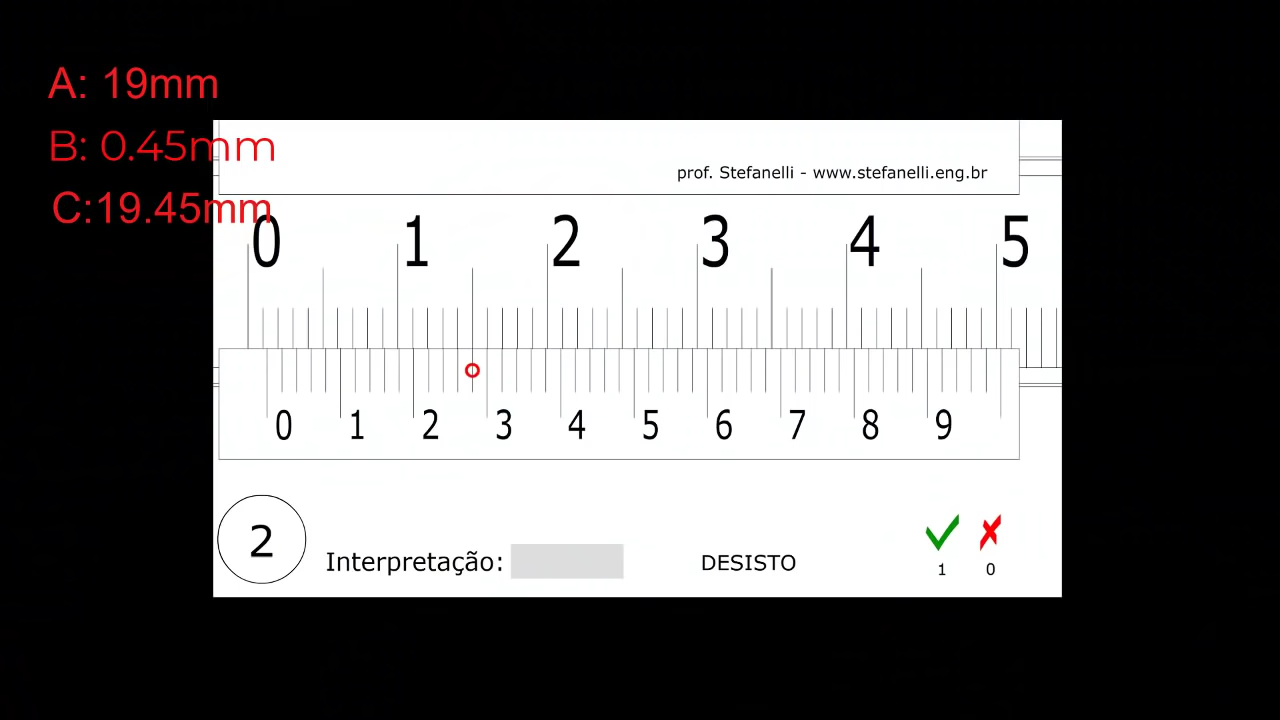 A: 19mm
B: 0.45mm
C:19.45mm
prof. Stefanelli - www.stefanelli.eng.br
0 1 2 3 4 5
0 1 2 3 4 5 6 7 8 9
2
Interpretação:
DESISTO
1 0